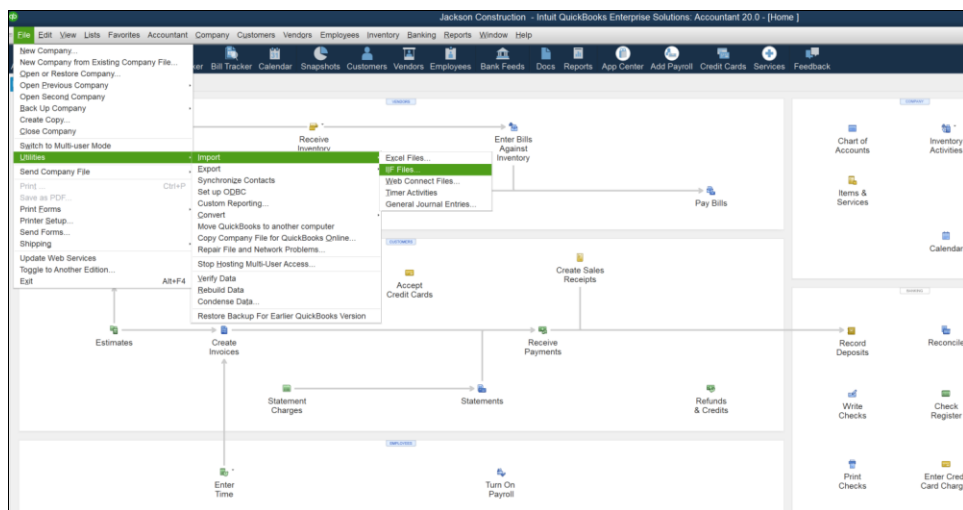 Jackson Construction - Intuit QuickBooks Enterprise Solutions: Accountant 20.0 - [Home ]
File Edit View Lists Favorites Accountant Company Customers Vendors Employees Inventory Banking Reports Window Help
Bill Tracker Calendar Snapshots Customers Vendors Employees Bank Feeds Docs Reports App Center Add Payroll Credit Cards Services Feedback
New Company...
New Company from Existing Company File...
Open or Restore Company...
Open Previous Company
Open Second Company
Back Up Company
Create Copy...
Close Company
Switch to Multi-user Mode
Utilities
Send Company File
Print ... Ctrl+P
Save as PDF...
Print Forms
Printer Setup...
Send Forms...
Shipping
Update Web Services
Toggle to Another Edition...
Exit Alt+F4
Import
Export
Synchronize Contacts
Set up ODBC
Custom Reporting...
Convert
Move QuickBooks to another computer
Copy Company File for QuickBooks Online...
Repair File and Network Problems...
Stop Hosting Multi-User Access...
Verify Data
Rebuild Data
Condense Data...
Restore Backup For Earlier QuickBooks Version
Excel Files...
IIF Files...
Web Connect Files...
Timer Activities
General Journal Entries...
VENDORS
Receive
Inventory
Enter Bills
Against
Inventory
Pay Bills
CUSTOMERS
Accept
Credit Cards
Create Sales
Receipts
Estimates
Create
Invoices
Receive
Payments
Statement
Charges
Statements
Refunds
& Credits
EMPLOYEES
Enter
Time
Turn On
Payroll
COMPANY
Chart of
Accounts
Inventory
Activities
Items &
Services
Calendar
BANKING
Record
Deposits
Reconcile
Write
Checks
Check
Register
Print
Checks
Enter Cred
Card Charg